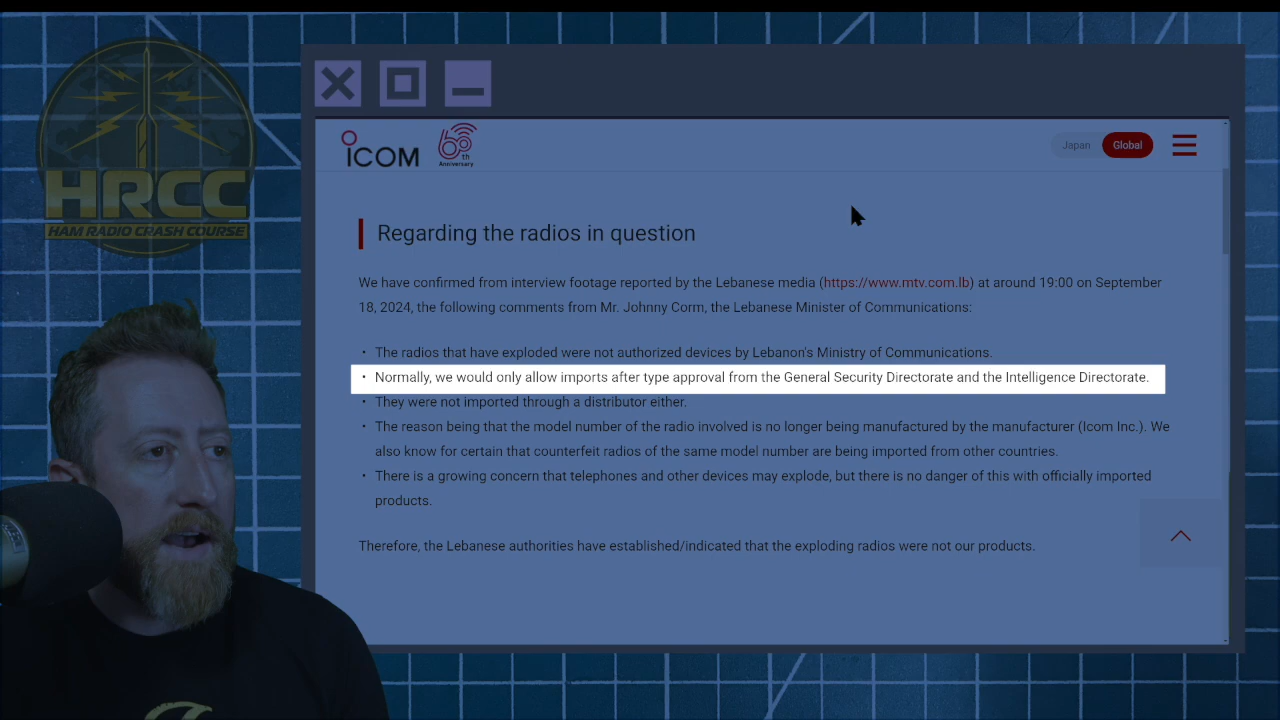 HRCC
HAM RADIO CRASH COURSE
ICOM
60th
Anniversary
Japan
Global
Regarding the radios in question
We have confirmed from interview footage reported by the Lebanese media (https://www.mtv.com.lb) at around 19:00 on September
18, 2024, the following comments from Mr. Johnny Corm, the Lebanese Minister of Communications:
• The radios that have exploded were not authorized devices by Lebanon's Ministry of Communications.
• Normally, we would only allow imports after type approval from the General Security Directorate and the Intelligence Directorate.
• They were not imported through a distributor either.
• The reason being that the model number of the radio involved is no longer being manufactured by the manufacturer (Icom Inc.). We
also know for certain that counterfeit radios of the same model number are being imported from other countries.
• There is a growing concern that telephones and other devices may explode, but there is no danger of this with officially imported
products.
Therefore, the Lebanese authorities have established/indicated that the exploding radios were not our products.